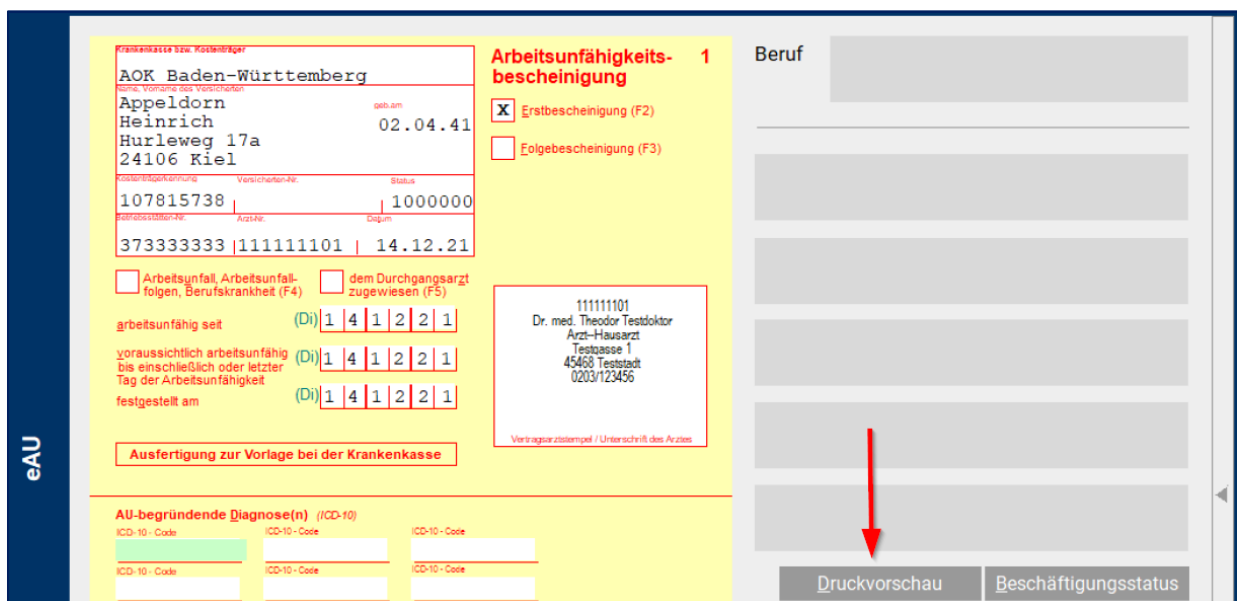 eAU
Krankenkasse bzw. Kostenträger
AOK Baden-Württemberg
Name, Vorname des Versicherten
Appeldorn
geb.am
Heinrich
02.04.41
Hurleweg 17a
24106 Kiel
Kostenträgerkennung Versicherten-Nr. Status
107815738 1000000
Betriebsstätten-Nr. Arzt-Nr. Datum
373333333 111111101 14.12.21
Arbeitsunfähigkeits- 1
bescheinigung
X Erstbescheinigung (F2)
Folgebescheinigung (F3)
Arbeitsunfall, Arbeitsunfall-
folgen, Berufskrankheit (F4)
dem Durchgangsarzt
zugewiesen (F5)
arbeitsunfähig seit (Di) 1 4 1 2 2 1
voraussichtlich arbeitsunfähig
bis einschließlich oder letzter
Tag der Arbeitsunfähigkeit
(Di) 1 4 1 2 2 1
festgestellt am (Di) 1 4 1 2 2 1
111111101
Dr. med. Theodor Testdoktor
Arzt--Hausarzt
Testgasse 1
45468 Teststadt
0203/123456
Vertragsarztstempel / Unterschrift des Arztes
Ausfertigung zur Vorlage bei der Krankenkasse
AU-begründende Diagnose(n) (ICD-10)
ICD-10 - Code ICD-10 - Code ICD-10 - Code
ICD-10 - Code ICD-10 - Code ICD-10 - Code
Beruf
Druckvorschau Beschäftigungsstatus